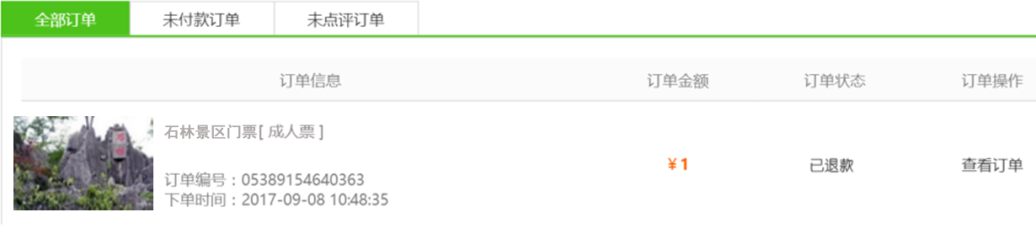 全部订单 未付款订单 未点评订单
订单信息 订单金额 订单状态 订单操作
石林景区门票[ 成人票 ]
¥1 已退款 查看订单
订单编号：05389154640363
下单时间：2017-09-08 10:48:35